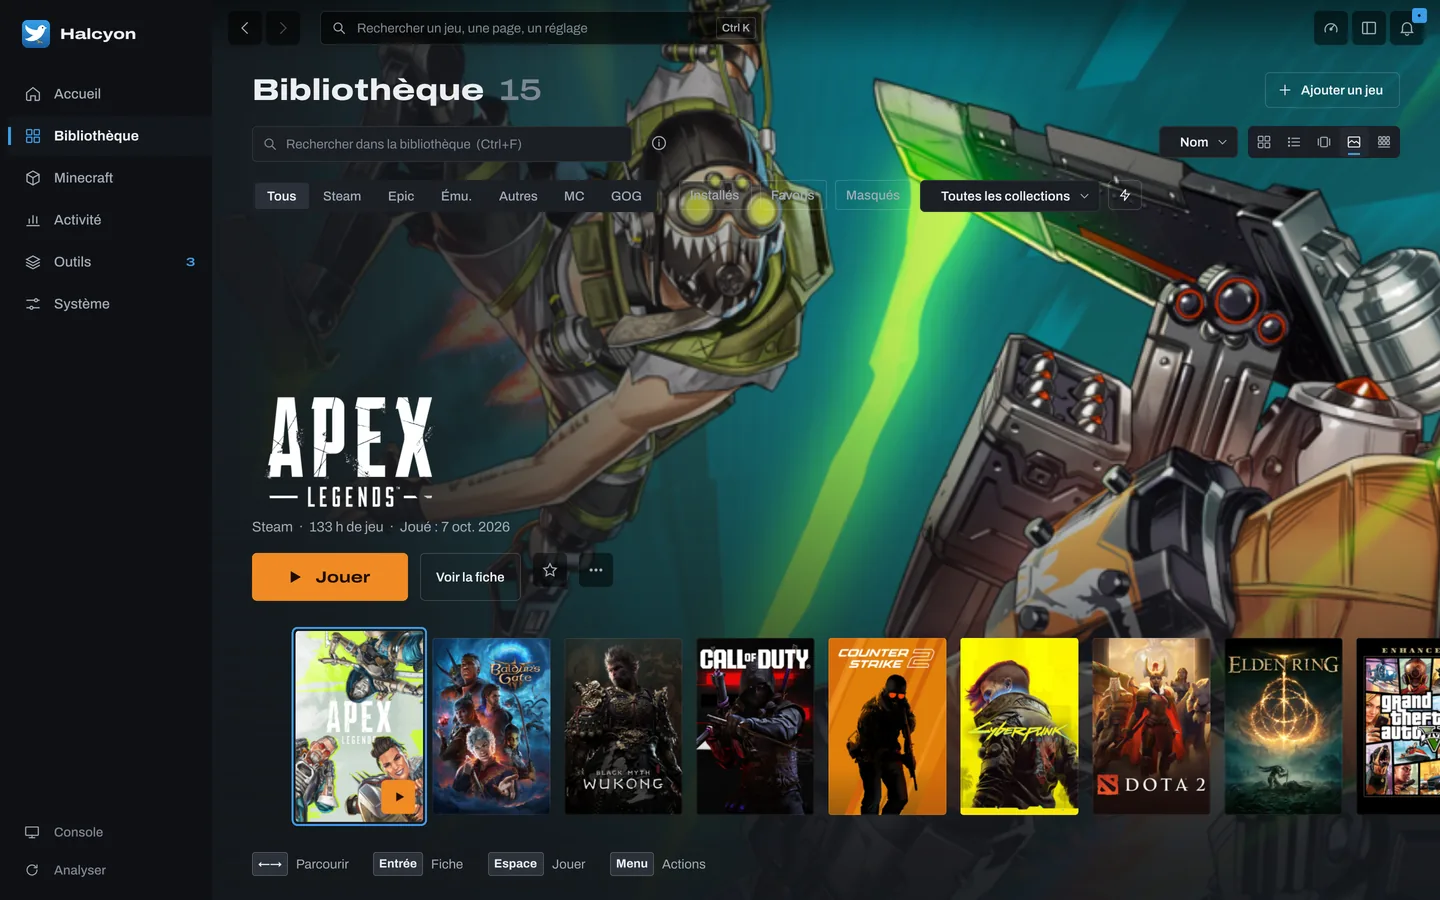 Halcyon
Rechercher un jeu, une page, un réglage
Ctrl K
Accueil
Bibliothèque
Minecraft
Activité
Outils 3
Système
Console
Analyser
Bibliothèque 15
Ajouter un jeu
Rechercher dans la bibliothèque (Ctrl+F)
Nom
Tous Steam Epic Ému. Autres MC GOG Installés Favoris Masqués Toutes les collections
APEX
LEGENDS
Steam · 133 h de jeu · Joué : 7 oct. 2026
Jouer
Voir la fiche
APEX
LEGENDS
Baldur's
Gate
BLACK MYTH
WUKONG
CALL OF DUTY
COUNTER
STRIKE 2
Cyberpunk
DOTA 2
ELDEN RING
ENHANCE
grand
theft
auto
V
←→ Parcourir Entrée Fiche Espace Jouer Menu Actions